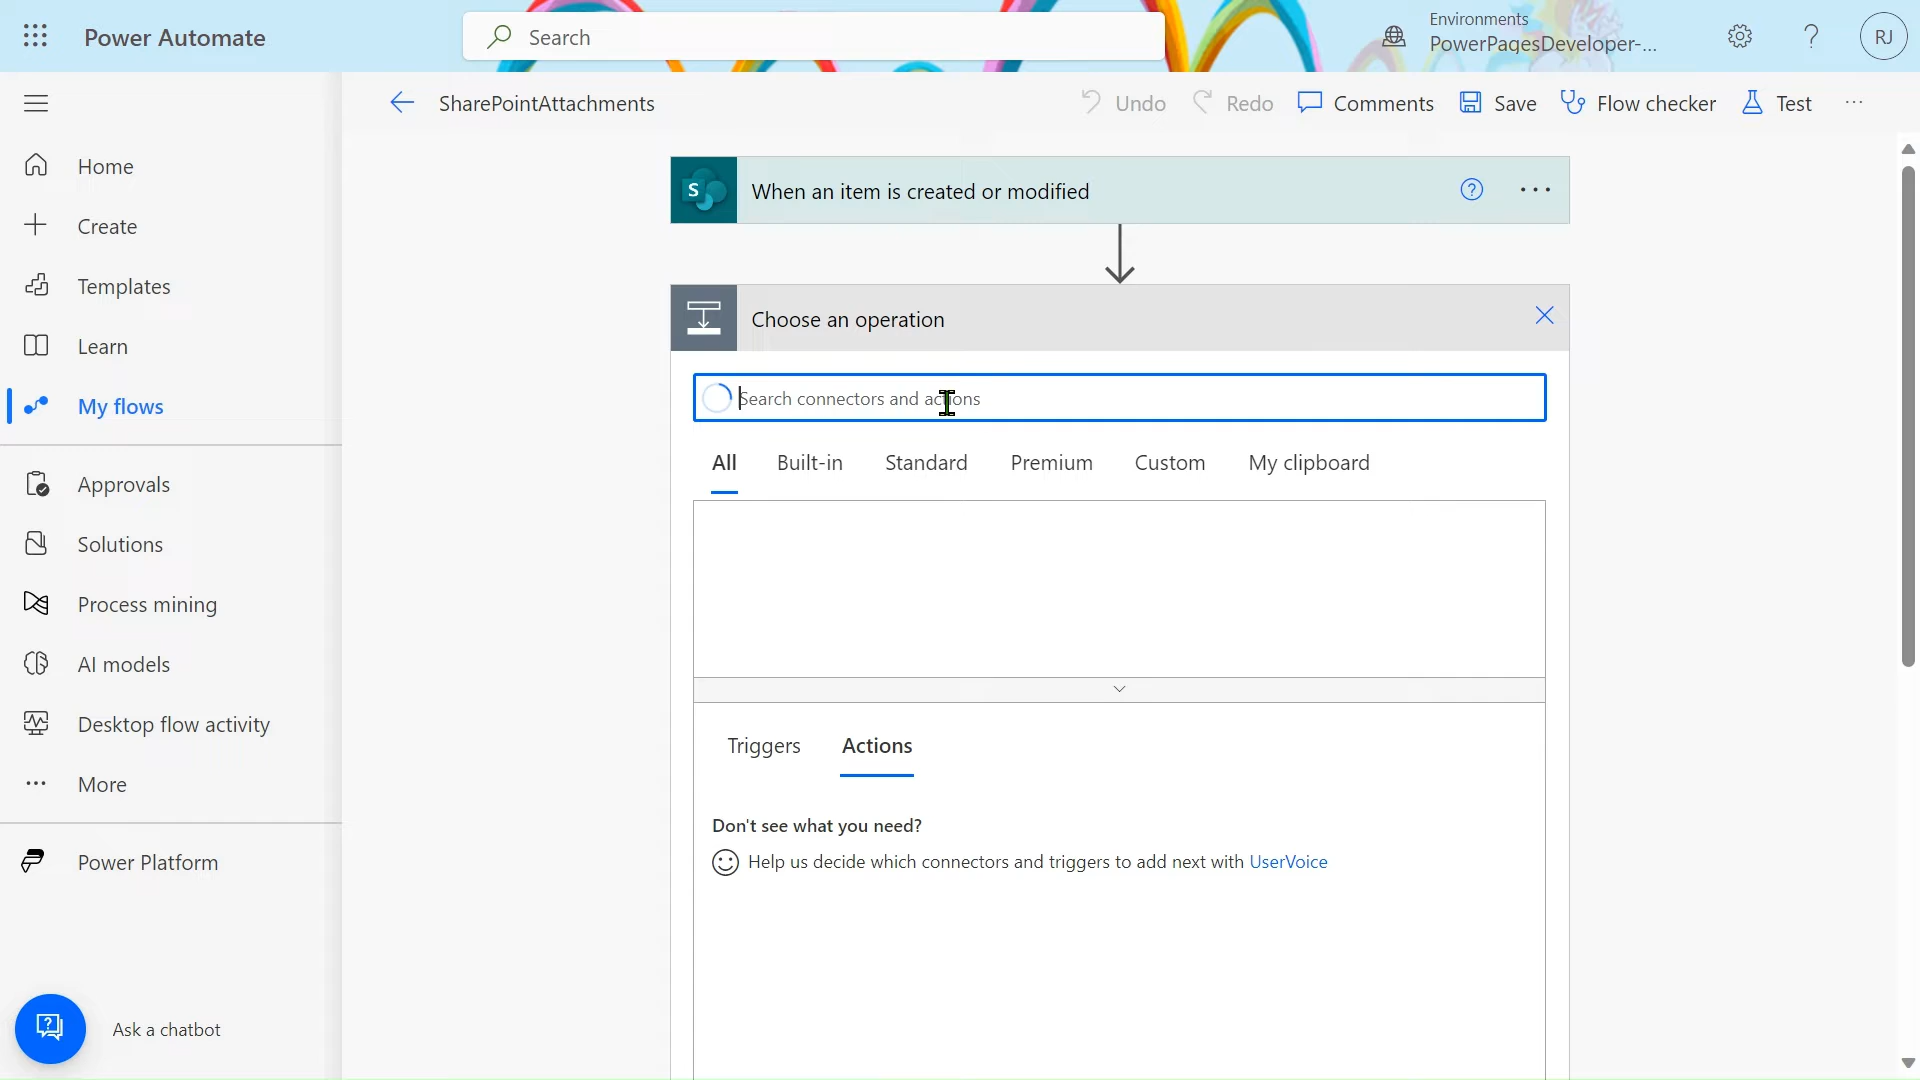 Power Automate
Search
Environments
PowerPagesDeveloper-...
RJ
SharePointAttachments
Undo
Redo
Comments
Save
Flow checker
Test
Home
Create
Templates
Learn
My flows
Approvals
Solutions
Process mining
AI models
Desktop flow activity
More
Power Platform
Ask a chatbot
S
When an item is created or modified
Choose an operation
Search connectors and actions
All
Built-in
Standard
Premium
Custom
My clipboard
Triggers
Actions
Don't see what you need?
Help us decide which connectors and triggers to add next with UserVoice